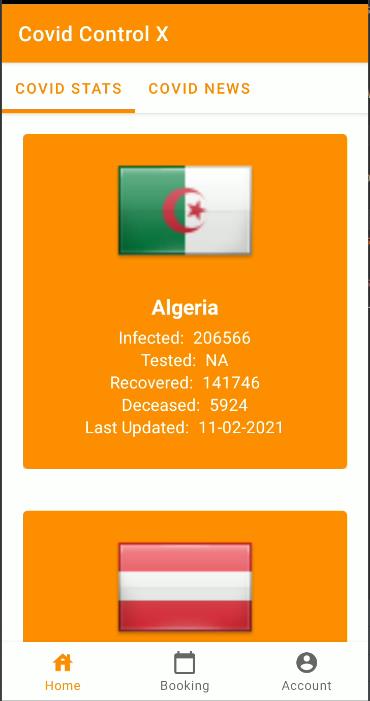 Covid Control X
COVID STATS COVID NEWS
Algeria
Infected: 206566
Tested: NA
Recovered: 141746
Deceased: 5924
Last Updated: 11-02-2021
Home Booking Account